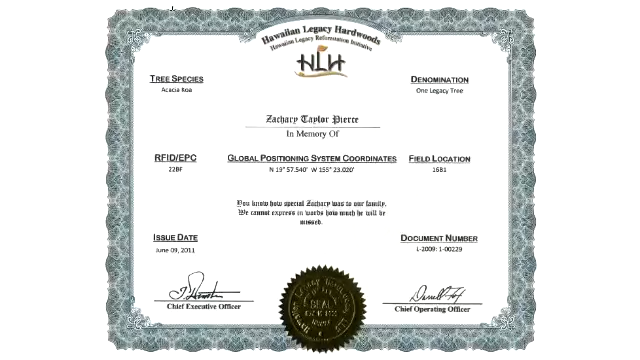 Hawaiian Legacy Hardwoods
Hawaiian Legacy Reforestation Initiative
HLH
TREE SPECIES
Acacia Koa
DENOMINATION
One Legacy Tree
Zachary Taylor Pierce
In Memory Of
RFID/EPC
22BF
GLOBAL POSITIONING SYSTEM COORDINATES
N 19° 57.540' W 155° 23.020'
FIELD LOCATION
1681
You know how special Zachary was to our family.
We cannot express in words how much he will be
missed.
ISSUE DATE
June 09, 2011
DOCUMENT NUMBER
L-2009: 1-00229
Chief Executive Officer
SEAL
Chief Operating Officer